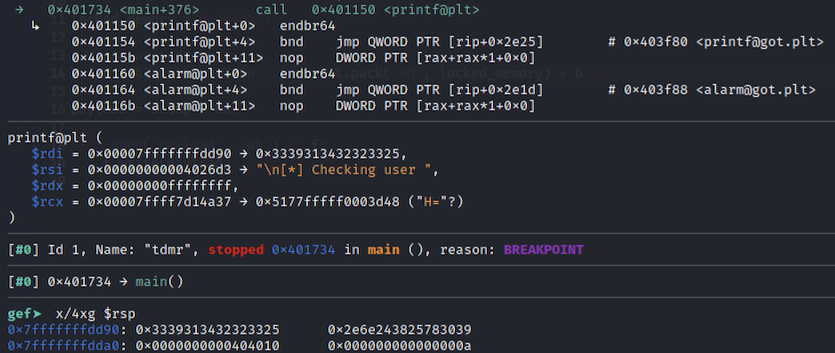 → 0x401734 <main+376> call 0x401150 <printf@plt>
↳ 0x401150 <printf@plt+0> endbr64
0x401154 <printf@plt+4> bnd jmp QWORD PTR [rip+0x2e25] # 0x403f80 <printf@got.plt>
0x40115b <printf@plt+11> nop DWORD PTR [rax+rax*1+0x0]
0x401160 <alarm@plt+0> endbr64
0x401164 <alarm@plt+4> bnd jmp QWORD PTR [rip+0x2e1d] # 0x403f88 <alarm@got.plt>
0x40116b <alarm@plt+11> nop DWORD PTR [rax+rax*1+0x0]
printf@plt (
$rdi = 0x00007fffffffdd90 → 0x3339313432323325,
$rsi = 0x00000000004026d3 → "\n[*] Checking user ",
$rdx = 0x00000000ffffffff,
$rcx = 0x00007ffff7d14a37 → 0x5177fffff0003d48 ("H="?)
)
[#0] Id 1, Name: "tdmr", stopped 0x401734 in main (), reason: BREAKPOINT
[#0] 0x401734 → main()
gef➤ x/4xg $rsp
0x7fffffffdd90: 0x3339313432323325 0x2e6e243825783039
0x7fffffffdda0: 0x0000000000404010 0x000000000000000a